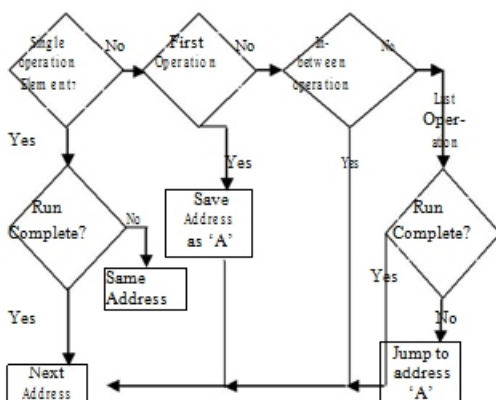 Single
operation
Element?
No
First
Operation
No
In-
between
operation
No
Last
Oper-
ation
Yes
Yes
Yes
Run
Complete?
No
Save
Address
as ‘A’
Run
Complete?
Same
Address
Yes
Yes
No
Next
Address
Jump to
address
‘A’